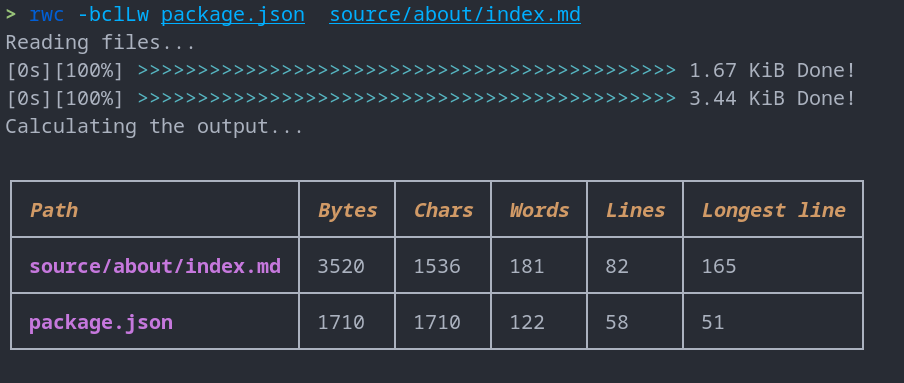 > rwc -bclLw package.json  source/about/index.md
Reading files...
[0s][100%] >>>>>>>>>>>>>>>>>>>>>>>>>>>>>>>>>>>>>>>>>>>>> 1.67 KiB Done!
[0s][100%] >>>>>>>>>>>>>>>>>>>>>>>>>>>>>>>>>>>>>>>>>>>>> 3.44 KiB Done!
Calculating the output...
Path Bytes Chars Words Lines Longest line
source/about/index.md 3520 1536 181 82 165
package.json 1710 1710 122 58 51